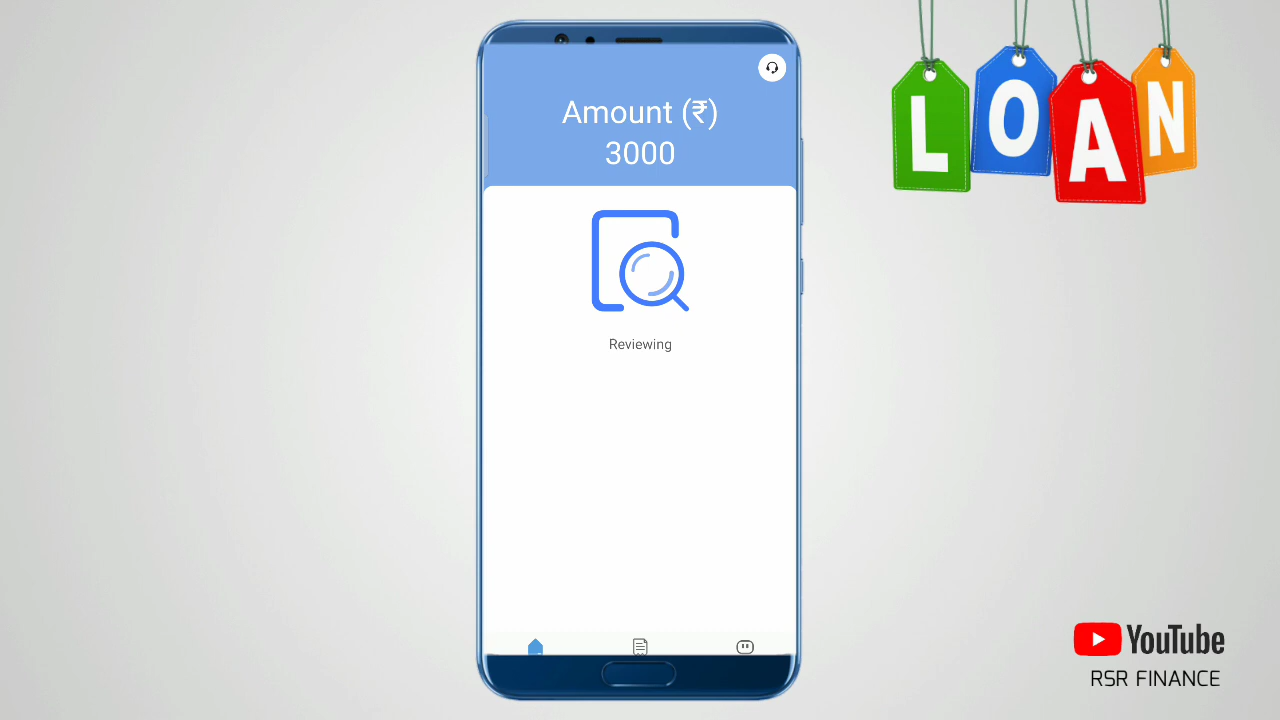 Amount (₹)
3000
Reviewing
LOAN
YouTube
RSR FINANCE